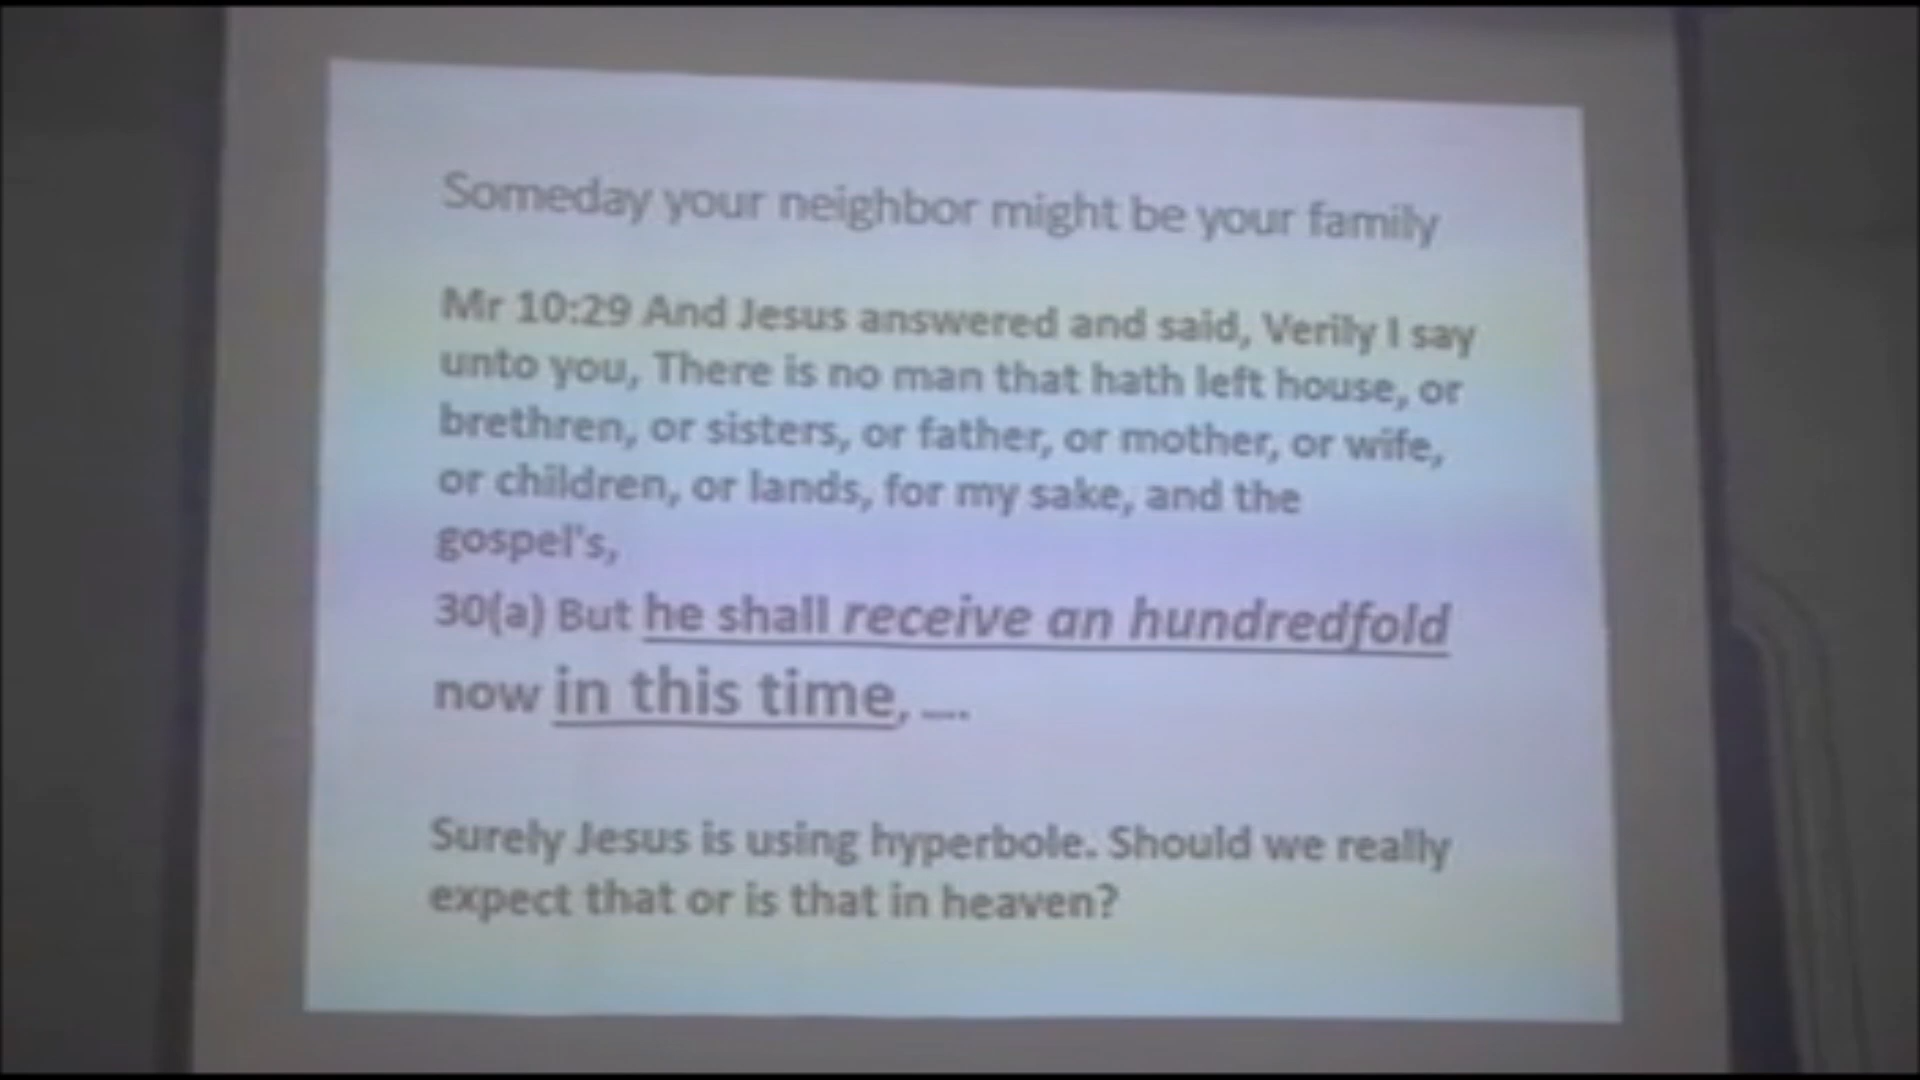 Someday your neighbor might be your family
Mr 10:29 And Jesus answered and said, Verily I say
unto you, There is no man that hath left house, or
brethren, or sisters, or father, or mother, or wife,
or children, or lands, for my sake, and the
gospel's,
30(a) But he shall receive an hundredfold
now in this time, ....
Surely Jesus is using hyperbole. Should we really
expect that or is that in heaven?